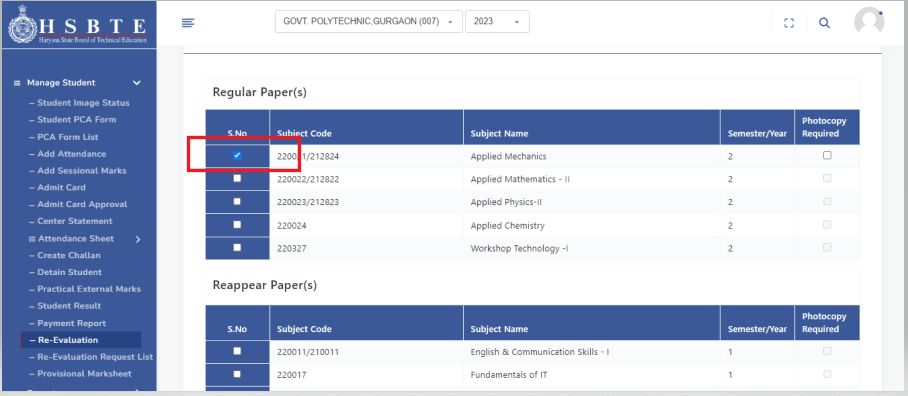 HSBTE
Haryana State Board of Technical Education
GOVT. POLYTECHNIC,GURGAON (007)
2023
Manage Student
– Student Image Status
– Student PCA Form
– PCA Form List
– Add Attendance
– Add Sessional Marks
– Admit Card
– Admit Card Approval
– Center Statement
Attendance Sheet
– Create Challan
– Detain Student
– Practical External Marks
– Student Result
– Payment Report
– Re-Evaluation
– Re-Evaluation Request List
– Provisional Marksheet
Regular Paper(s)
S.No Subject Code Subject Name Semester/Year Photocopy Required
220021/212824 Applied Mechanics 2
220022/212822 Applied Mathematics - II 2
220023/212823 Applied Physics-II 2
220024 Applied Chemistry 2
220327 Workshop Technology -I 2
Reappear Paper(s)
S.No Subject Code Subject Name Semester/Year Photocopy Required
220011/210011 English & Communication Skills - I 1
220017 Fundamentals of IT 1